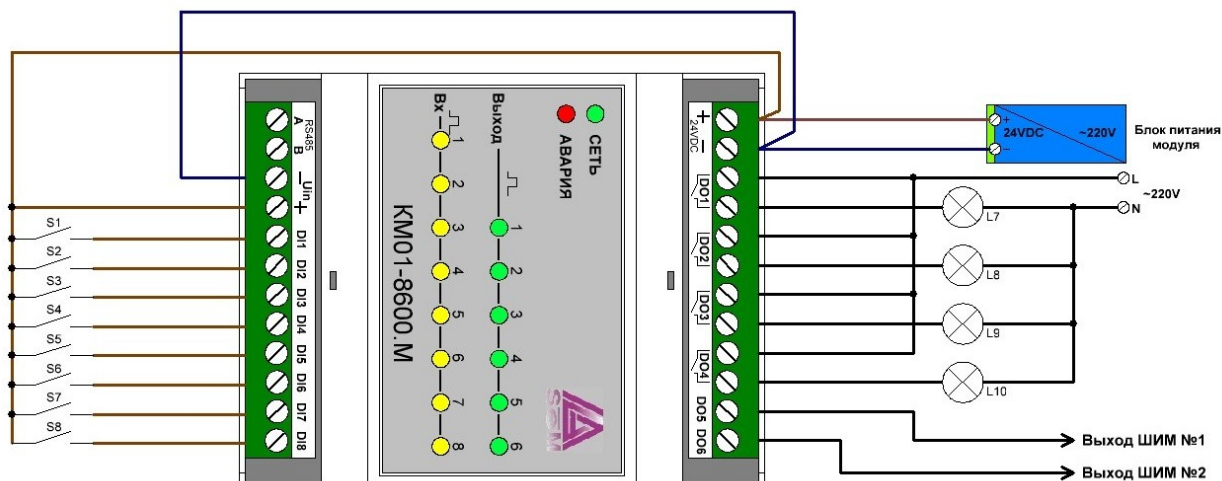 RS485
A
B
–
Uin
+
DI1
DI2
DI3
DI4
DI5
DI6
DI7
DI8
S1
S2
S3
S4
S5
S6
S7
S8
СЕТЬ
АВАРИЯ
Выход
1
2
3
4
5
6
Вх
1
2
3
4
5
6
7
8
КМ01-8600.М
+
24VDC
–
DO1
DO2
DO3
DO4
DO5
DO6
+
24VDC
~220V
–
Блок питания
модуля
L
~220V
N
L7
L8
L9
L10
Выход ШИМ №1
Выход ШИМ №2